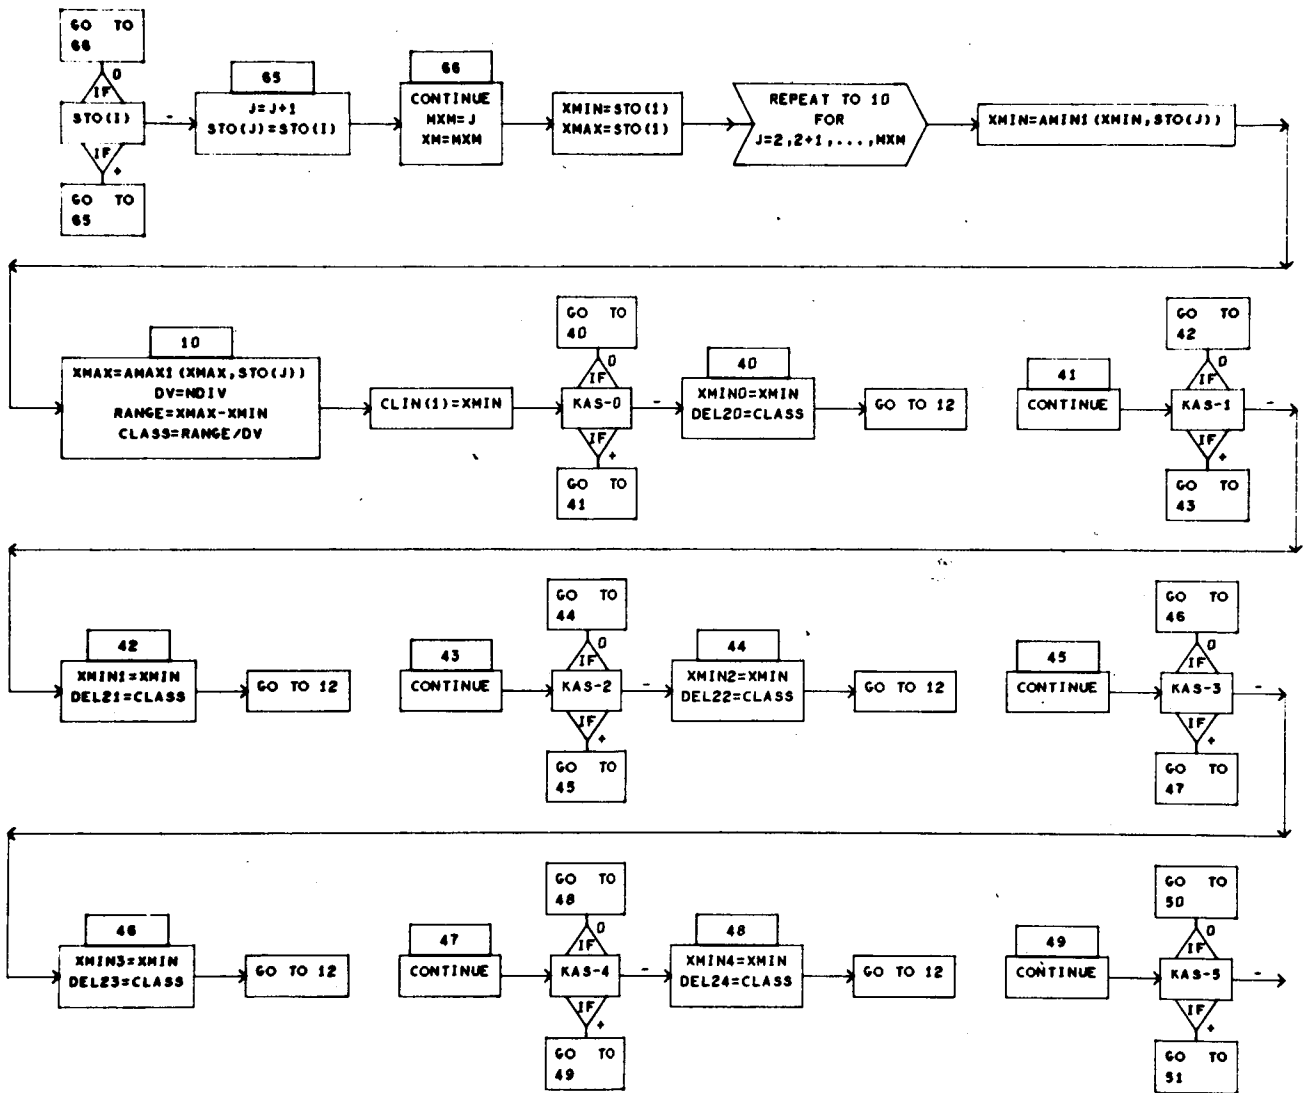 GO TO
66
0
IF
STO(I)
-
IF
+
GO TO
65
65
J=J+1
STO(J)=STO(I)
66
CONTINUE
MXM=J
XM=MXM
XMIN=STO(1)
XMAX=STO(1)
REPEAT TO 10
FOR
J=2,2+1,...,MXM
XMIN=AMIN1(XMIN,STO(J))
10
XMAX=AMAX1(XMAX,STO(J))
DV=NDIV
RANGE=XMAX-XMIN
CLASS=RANGE/DV
CLIN(1)=XMIN
GO TO
40
0
IF
KAS-0
-
IF
+
GO TO
41
40
XMIN0=XMIN
DEL20=CLASS
GO TO 12
41
CONTINUE
GO TO
42
0
IF
KAS-1
-
IF
+
GO TO
43
42
XMIN1=XMIN
DEL21=CLASS
GO TO 12
43
CONTINUE
GO TO
44
0
IF
KAS-2
-
IF
+
GO TO
45
44
XMIN2=XMIN
DEL22=CLASS
GO TO 12
45
CONTINUE
GO TO
46
0
IF
KAS-3
-
IF
+
GO TO
47
46
XMIN3=XMIN
DEL23=CLASS
GO TO 12
47
CONTINUE
GO TO
48
0
IF
KAS-4
-
IF
+
GO TO
49
48
XMIN4=XMIN
DEL24=CLASS
GO TO 12
49
CONTINUE
GO TO
50
0
IF
KAS-5
-
IF
+
GO TO
51